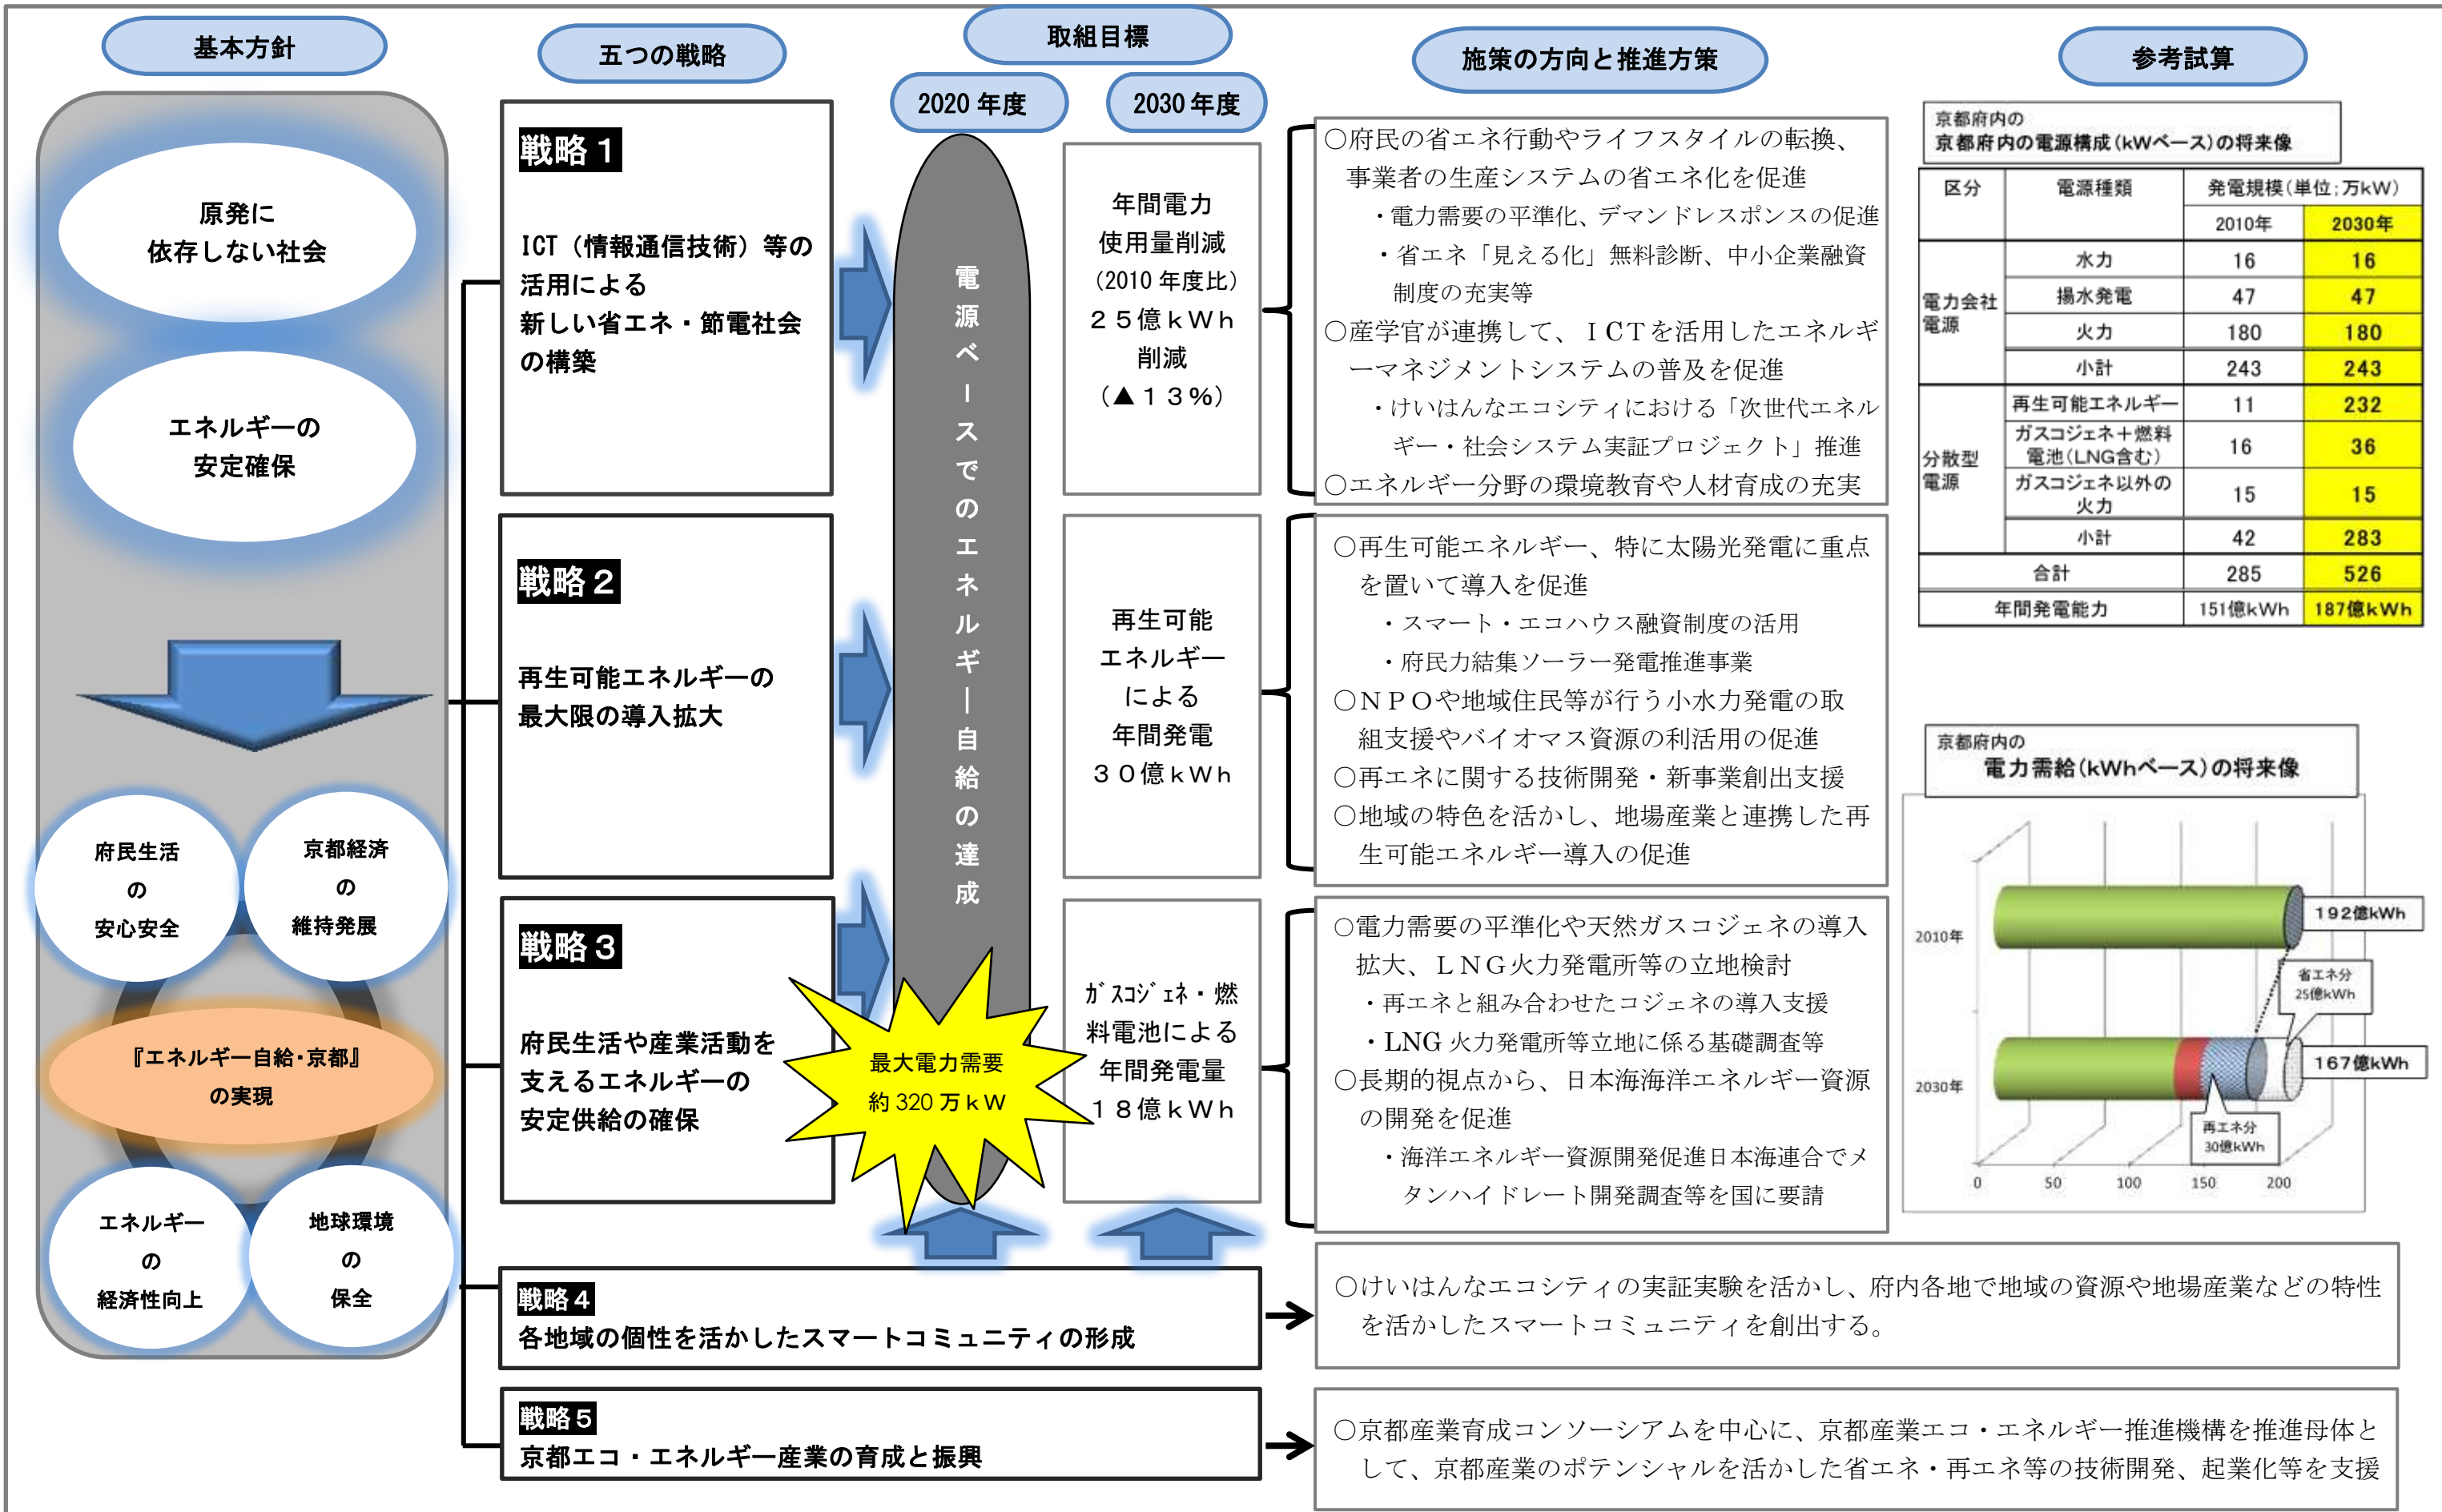 基本方針
五つの戦略
取組目標
2020 年度
2030 年度
施策の方向と推進方策
参考試算
原発に
依存しない社会
エネルギーの
安定確保
府民生活
の
安心安全
京都経済
の
維持発展
『エネルギー自給・京都』
の実現
エネルギー
の
経済性向上
地球環境
の
保全
戦略１
ICT（情報通信技術）等の
活用による
新しい省エネ・節電社会
の構築
戦略２
再生可能エネルギーの
最大限の導入拡大
戦略３
府民生活や産業活動を
支えるエネルギーの
安定供給の確保
戦略４
各地域の個性を活かしたスマートコミュニティの形成
戦略５
京都エコ・エネルギー産業の育成と振興
電源ベースでのエネルギー自給の達成
最大電力需要
約 320 万ｋＷ
年間電力
使用量削減
（2010 年度比）
２５億ｋＷｈ
削減
（▲１３％）
再生可能
エネルギー
による
年間発電
３０億ｋＷｈ
ｶﾞｽｺｼﾞｪﾈ・燃
料電池による
年間発電量
１８億ｋＷｈ
○府民の省エネ行動やライフスタイルの転換、
事業者の生産システムの省エネ化を促進
・電力需要の平準化、デマンドレスポンスの促進
・省エネ「見える化」無料診断、中小企業融資
制度の充実等
○産学官が連携して、ＩＣＴを活用したエネルギ
ーマネジメントシステムの普及を促進
・けいはんなエコシティにおける「次世代エネル
ギー・社会システム実証プロジェクト」推進
○エネルギー分野の環境教育や人材育成の充実
○再生可能エネルギー、特に太陽光発電に重点
を置いて導入を促進
・スマート・エコハウス融資制度の活用
・府民力結集ソーラー発電推進事業
○ＮＰＯや地域住民等が行う小水力発電の取
組支援やバイオマス資源の利活用の促進
○再エネに関する技術開発・新事業創出支援
○地域の特色を活かし、地場産業と連携した再
生可能エネルギー導入の促進
○電力需要の平準化や天然ガスコジェネの導入
拡大、ＬＮＧ火力発電所等の立地検討
・再エネと組み合わせたコジェネの導入支援
・LNG 火力発電所等立地に係る基礎調査等
○長期的視点から、日本海海洋エネルギー資源
の開発を促進
・海洋エネルギー資源開発促進日本海連合でメ
タンハイドレート開発調査等を国に要請
○けいはんなエコシティの実証実験を活かし、府内各地で地域の資源や地場産業などの特性
を活かしたスマートコミュニティを創出する。
○京都産業育成コンソーシアムを中心に、京都産業エコ・エネルギー推進機構を推進母体と
して、京都産業のポテンシャルを活かした省エネ・再エネ等の技術開発、起業化等を支援
京都府内の
京都府内の電源構成（kWベース）の将来像
区分 電源種類 発電規模（単位；万kW）
2010年 2030年
電力会社
電源
水力 16 16
揚水発電 47 47
火力 180 180
小計 243 243
分散型
電源
再生可能エネルギー 11 232
ガスコジェネ＋燃料
電池（LNG含む） 16 36
ガスコジェネ以外の
火力 15 15
小計 42 283
合計 285 526
年間発電能力 151億kWh 187億kWh
京都府内の
電力需給（kWhベース）の将来像
2010年
192億kWh
省エネ分
25億kWh
2030年
167億kWh
再エネ分
30億kWh
0 50 100 150 200